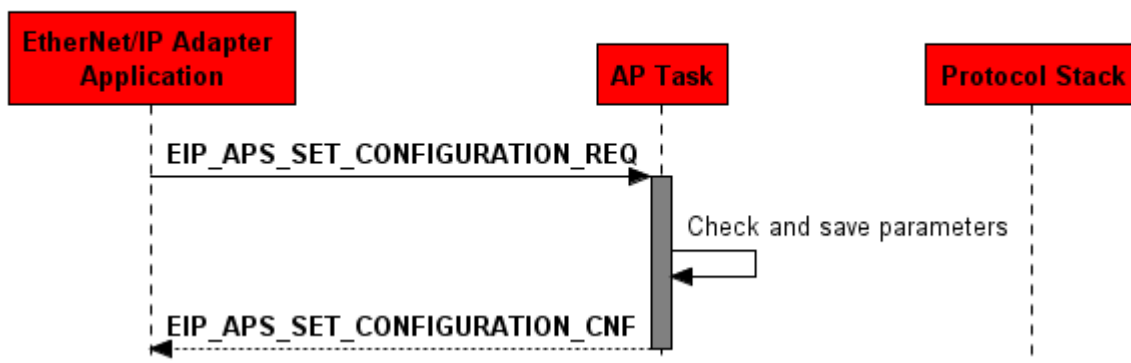 EtherNet/IP Adapter
Application
AP Task
Protocol Stack
EIP_APS_SET_CONFIGURATION_REQ
Check and save parameters
EIP_APS_SET_CONFIGURATION_CNF